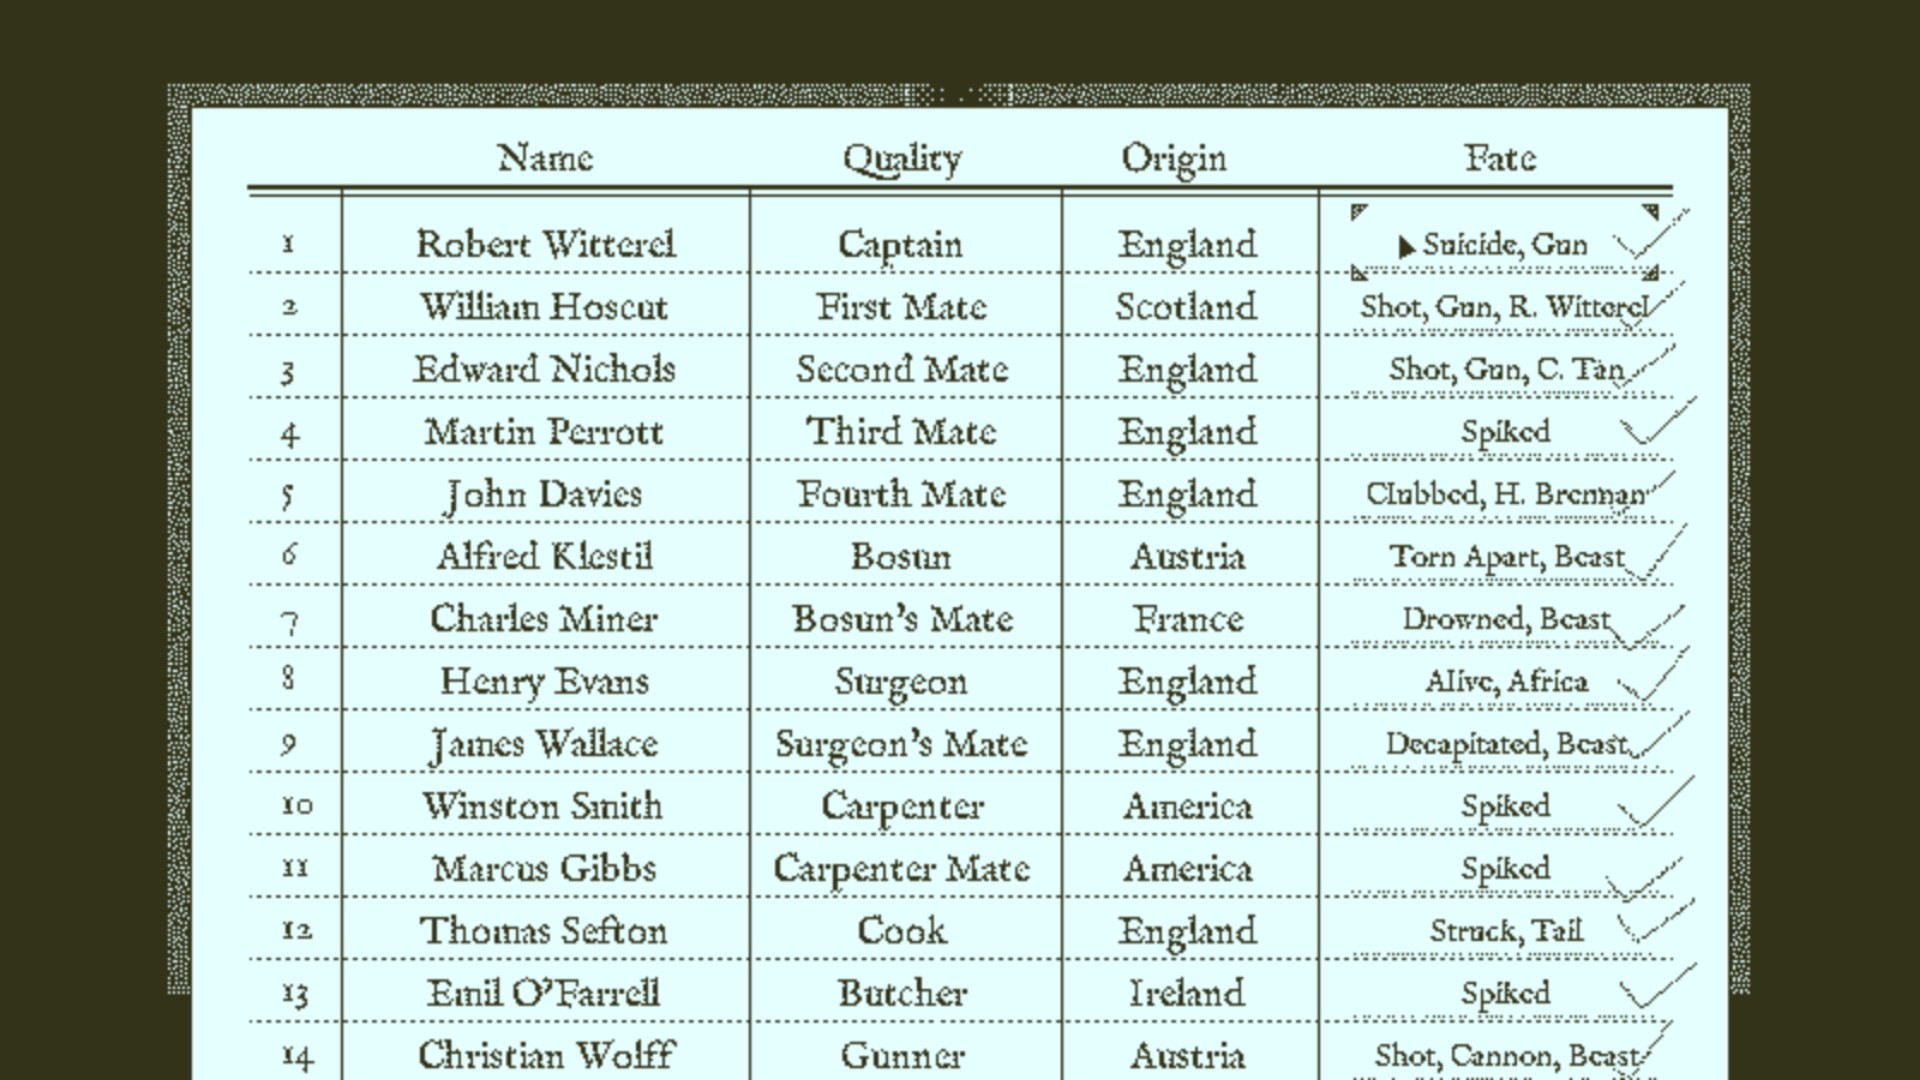 Name Quality Origin Fate
1 Robert Witterel Captain England Suicide, Gun
2 William Hoscut First Mate Scotland Shot, Gun, R. Witterel
3 Edward Nichols Second Mate England Shot, Gun, C. Tan
4 Martin Perrott Third Mate England Spiked
5 John Davies Fourth Mate England Clubbed, H. Brennan
6 Alfred Klestil Bosun Austria Torn Apart, Beast
7 Charles Miner Bosun's Mate France Drowned, Beast
8 Henry Evans Surgeon England Alive, Africa
9 James Wallace Surgeon's Mate England Decapitated, Beast
10 Winston Smith Carpenter America Spiked
11 Marcus Gibbs Carpenter Mate America Spiked
12 Thomas Sefton Cook England Struck, Tail
13 Emil O'Farrell Butcher Ireland Spiked
14 Christian Wolff Gunner Austria Shot, Cannon, Beast